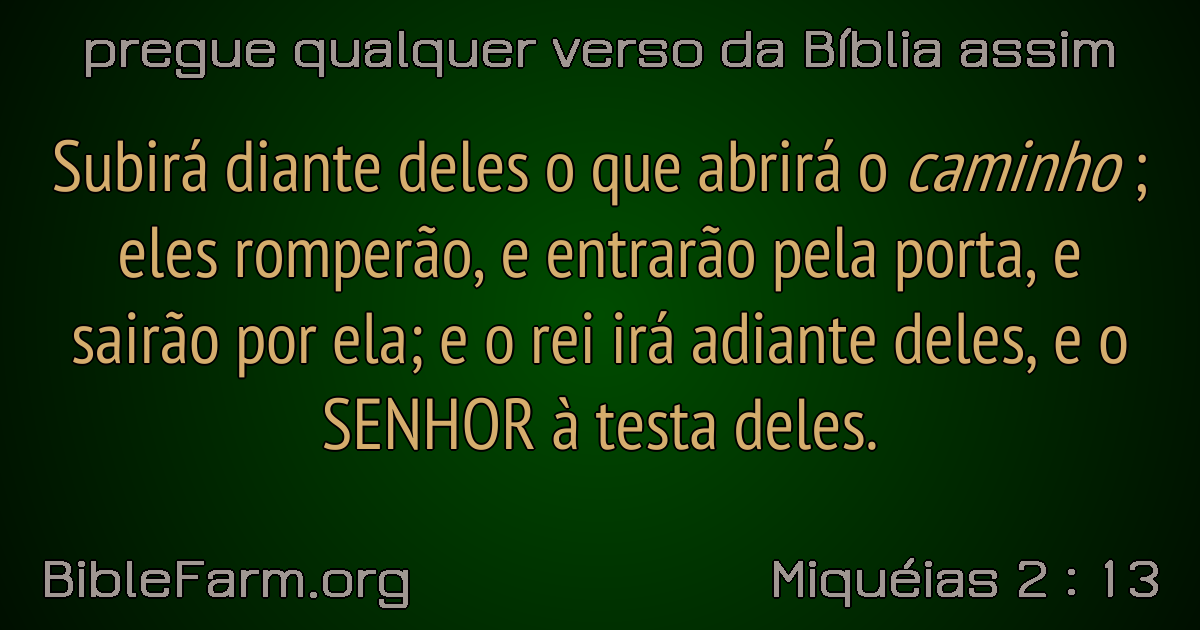 pregue qualquer verso da Bíblia assim
Subirá diante deles o que abrirá o caminho ;
eles romperão, e entrarão pela porta, e
sairão por ela; e o rei irá adiante deles, e o
SENHOR à testa deles.
BibleFarm.org
Miquéias 2 : 13